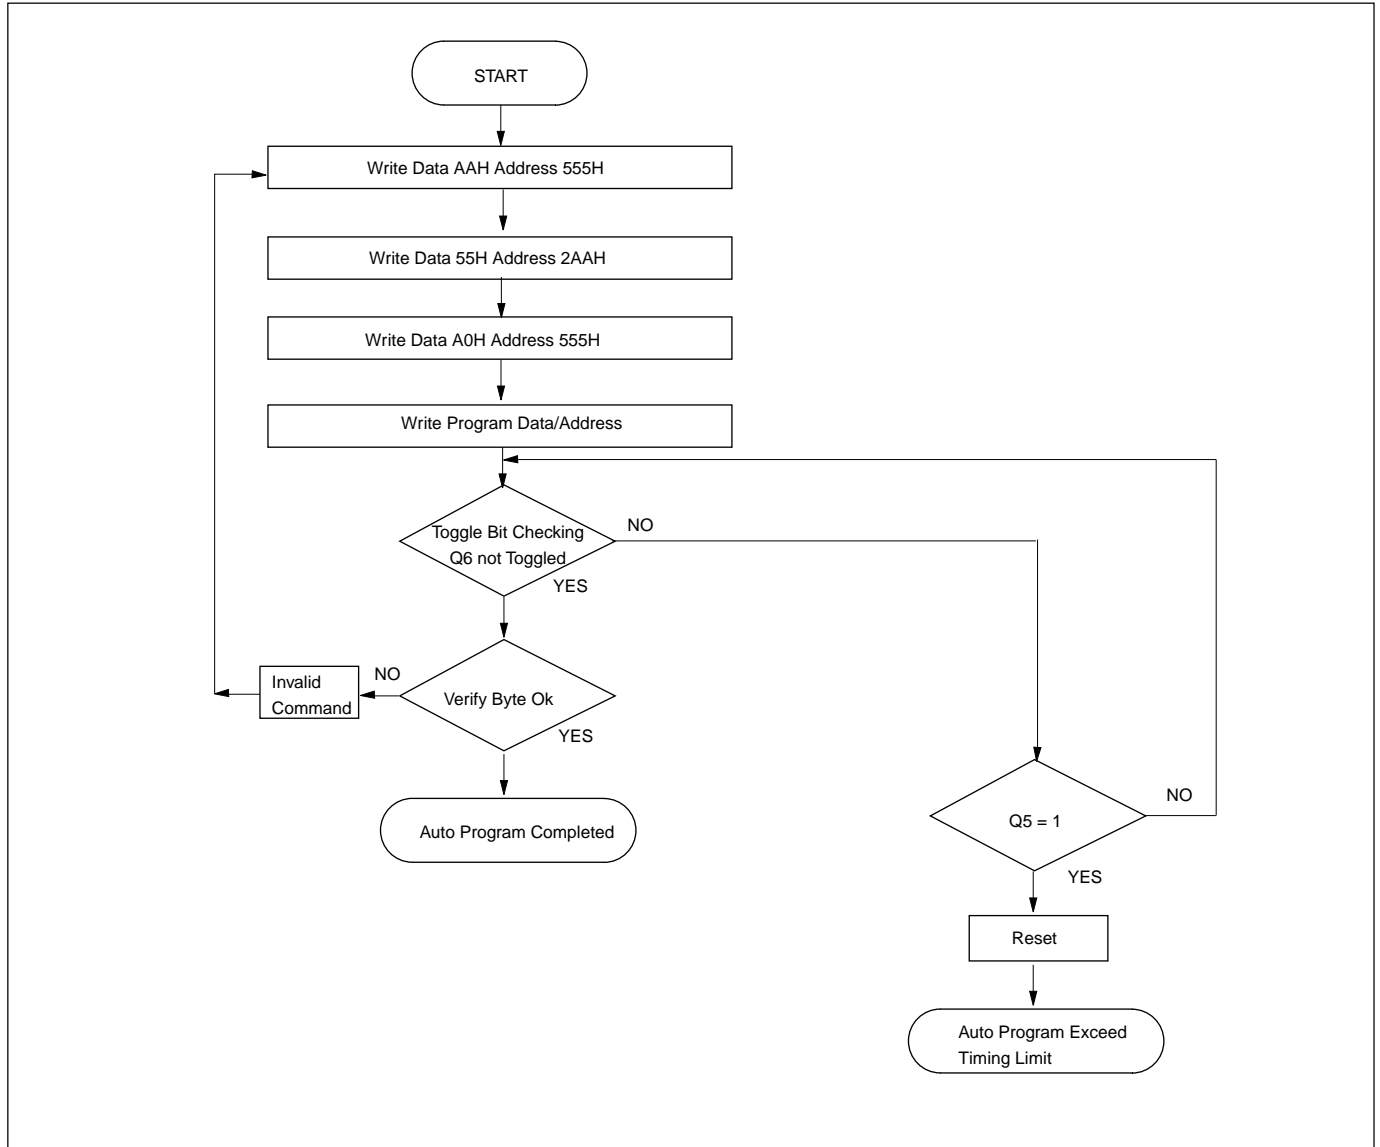 START
Write Data AAH Address 555H
Write Data 55H Address 2AAH
Write Data A0H Address 555H
Write Program Data/Address
Toggle Bit Checking
Q6 not Toggled
NO
YES
Invalid
Command
NO
Verify Byte Ok
YES
Auto Program Completed
Q5 = 1
NO
YES
Reset
Auto Program Exceed
Timing Limit